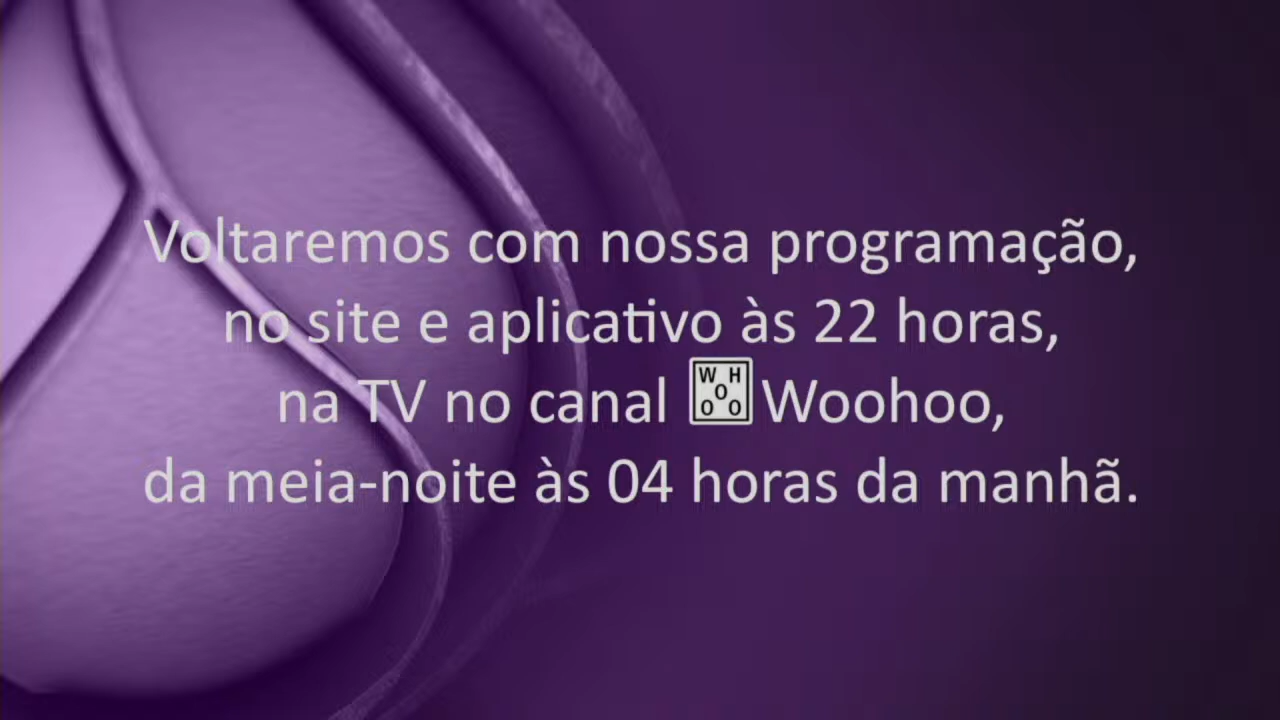 Voltaremos com nossa programação,
no site e aplicativo às 22 horas,
na TV no canal WOHOO Woohoo,
da meia-noite às 04 horas da manhã.